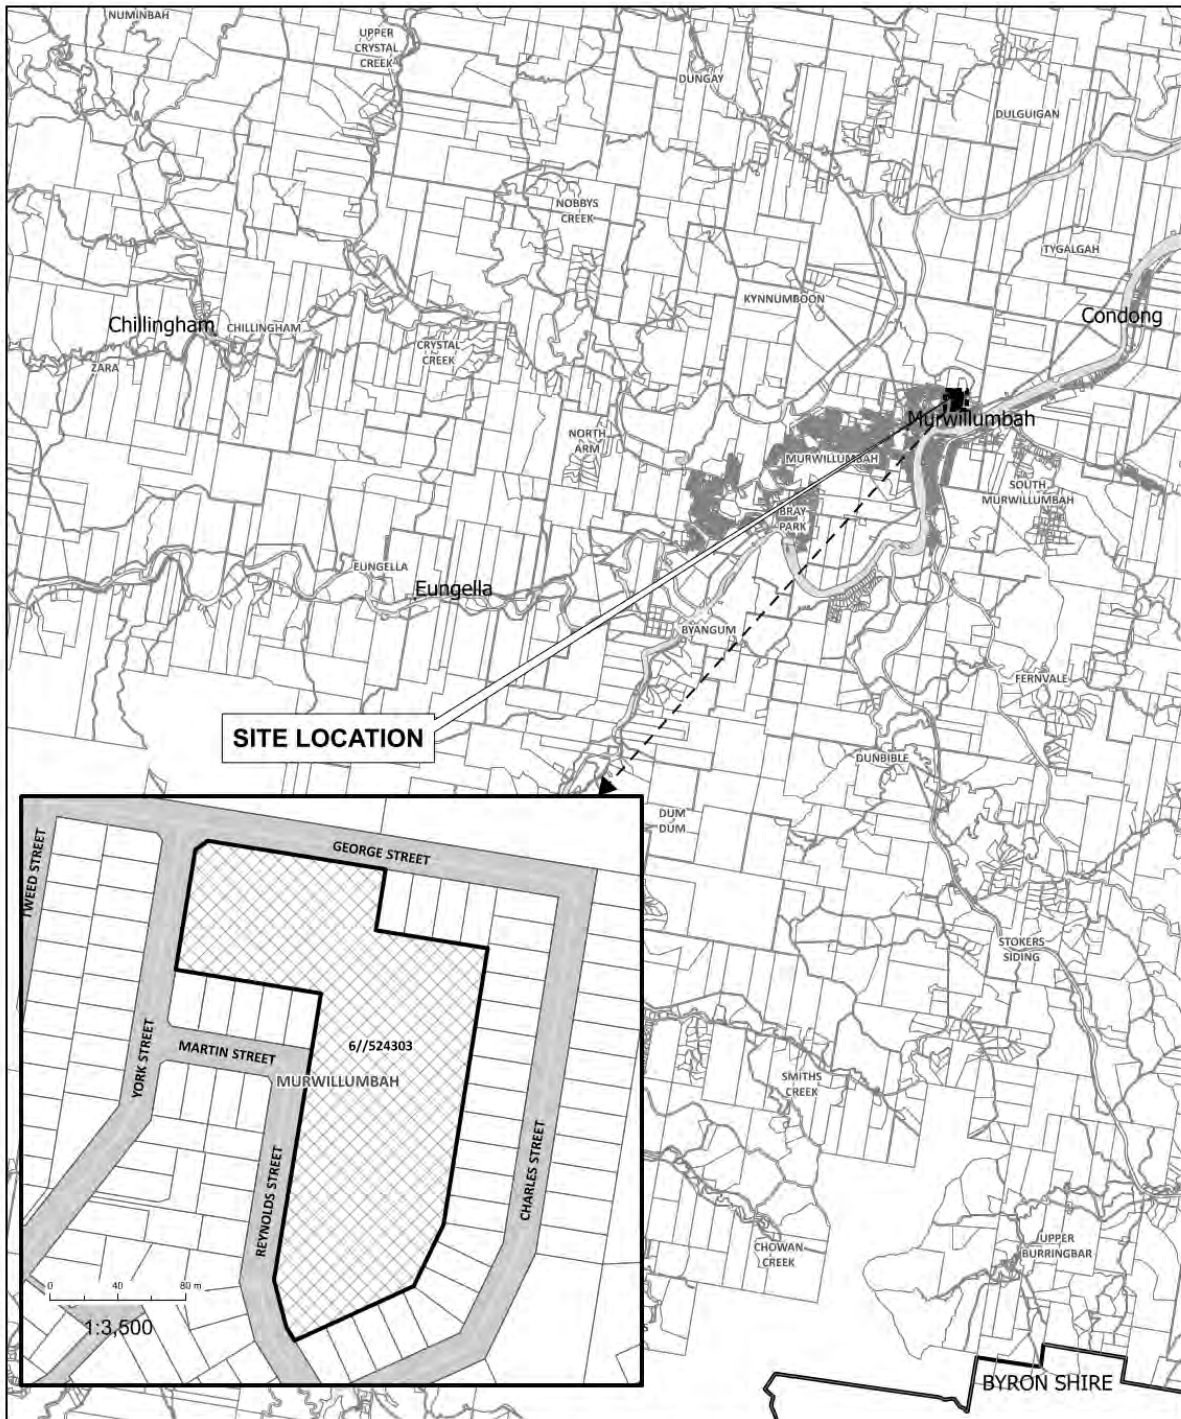 NUMINBAH
UPPER
CRYSTAL
CREEK
DUNGAY
DULGUIGAN
NOBBYS
CREEK
TYGALGAH
KYNNUMBOON
Condong
Chillingham
CHILLINGHAM
CRYSTAL
CREEK
ZARA
Murwillumbah
NORTH
ARM
MURWILLUMBAH
SOUTH
MURWILLUMBAH
BRAY
PARK
EUNGELLA
Eungella
BYANGUM
FERNVALE
SITE LOCATION
DUNBIBLE
DUM
DUM
STOKERS
SIDING
SMITHS
CREEK
CHOWAN
CREEK
UPPER
BURRINGBAR
BYRON SHIRE
TWEED STREET
GEORGE STREET
6//524303
MARTIN STREET
MURWILLUMBAH
YORK STREET
REYNOLDS STREET
CHARLES STREET
0 40 80 m
1:3,500